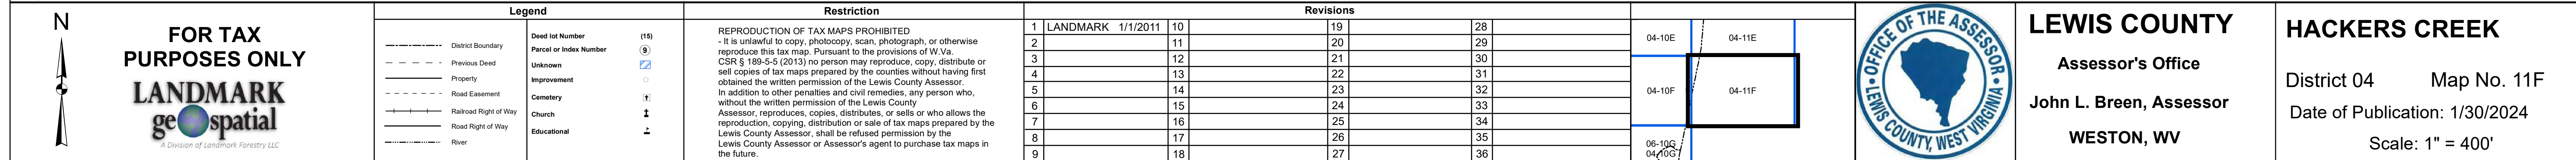 N
FOR TAX
PURPOSES ONLY
LANDMARK
geospatial
A Division of Landmark Forestry LLC
Legend
District Boundary
Previous Deed
Property
Road Easement
Railroad Right of Way
Road Right of Way
River
Deed lot Number (15)
Parcel or Index Number 9
Unknown
Improvement
Cemetery
Church
Educational
Restriction
REPRODUCTION OF TAX MAPS PROHIBITED
- It is unlawful to copy, photocopy, scan, photograph, or otherwise
reproduce this tax map. Pursuant to the provisions of W.Va.
CSR § 189-5-5 (2013) no person may reproduce, copy, distribute or
sell copies of tax maps prepared by the counties without having first
obtained the written permission of the Lewis County Assessor.
In addition to other penalties and civil remedies, any person who,
without the written permission of the Lewis County
Assessor, reproduces, copies, distributes, or sells or who allows the
reproduction, copying, distribution or sale of tax maps prepared by the
Lewis County Assessor, shall be refused permission by the
Lewis County Assessor or Assessor's agent to purchase tax maps in
the future.
Revisions
1 LANDMARK 1/1/2011 10 19 28
2 11 20 29
3 12 21 30
4 13 22 31
5 14 23 32
6 15 24 33
7 16 25 34
8 17 26 35
9 18 27 36
04-10E 04-11E
04-10F 04-11F
06-10G
04-10G
OFFICE OF THE ASSESSOR
LEWIS COUNTY, WEST VIRGINIA
LEWIS COUNTY
Assessor's Office
John L. Breen, Assessor
WESTON, WV
HACKERS CREEK
District 04 Map No. 11F
Date of Publication: 1/30/2024
Scale: 1" = 400'